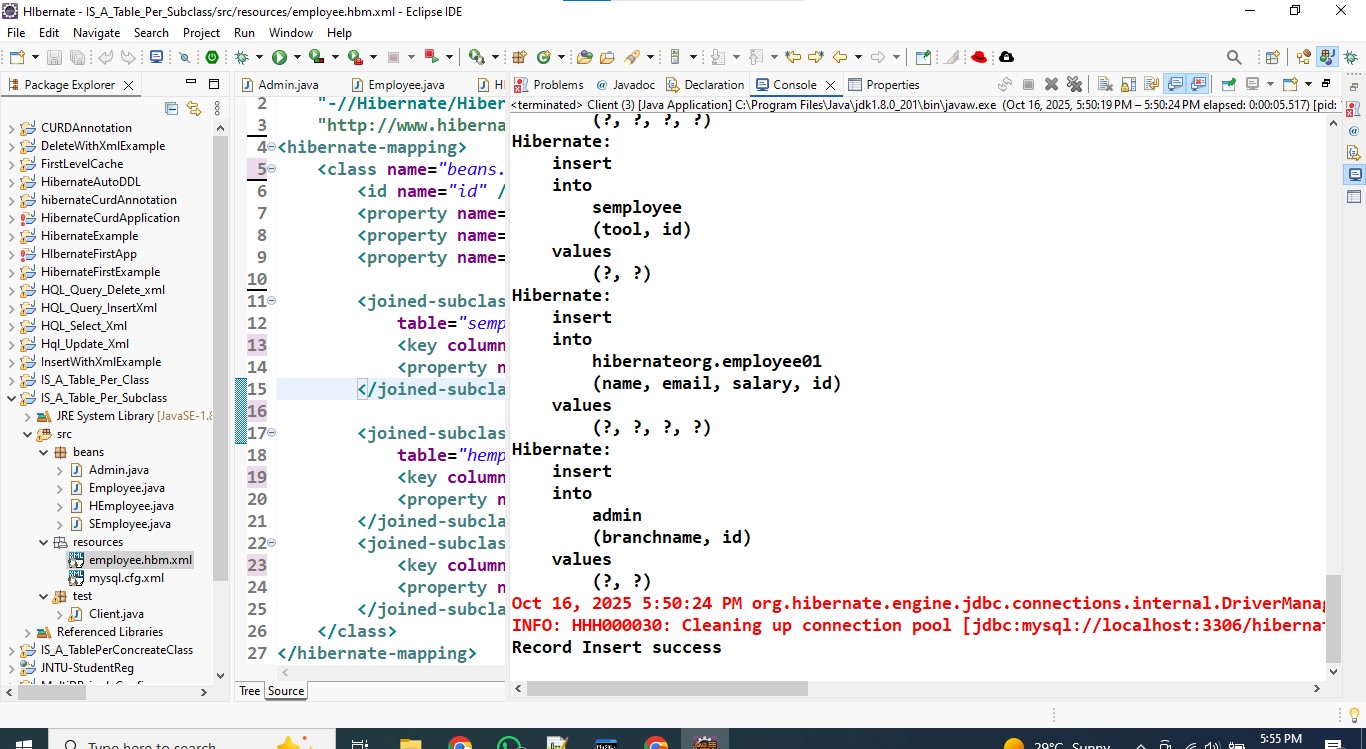 HIbernate - IS_A_Table_Per_Subclass/src/resources/employee.hbm.xml - Eclipse IDE
File Edit Navigate Search Project Run Window Help
Package Explorer
CURDAnnotation
DeleteWithXmlExample
FirstLevelCache
HibernateAutoDDL
hibernateCurdAnnotation
HibernateCurdApplication
HibernateExample
HIbernateFirstApp
HibernateFirstExample
HQL_Query_Delete_xml
HQL_Query_InsertXml
HQL_Select_Xml
Hql_Update_Xml
InsertWithXmlExample
IS_A_Table_Per_Class
IS_A_Table_Per_Subclass
JRE System Library [JavaSE-1.8
src
beans
Admin.java
Employee.java
HEmployee.java
SEmployee.java
resources
employee.hbm.xml
mysql.cfg.xml
test
Client.java
Referenced Libraries
IS_A_TablePerConcreateClass
JNTU-StudentReg
Admin.java Employee.java H
2 "-//Hibernate/Hiber
3 "http://www.hiberna
4 <hibernate-mapping>
5 <class name="beans.
6 <id name="id" /
7 <property name=
8 <property name=
9 <property name=
10
11 <joined-subclas
12 table="semp
13 <key column
14 <property n
15 </joined-subcla
16
17 <joined-subclas
18 table="hemp
19 <key column
20 <property n
21 </joined-subcla
22 <joined-subclas
23 <key column
24 <property n
25 </joined-subcla
26 </class>
27 </hibernate-mapping>
Tree Source
Problems Javadoc Declaration Console Properties
<terminated> Client (3) [Java Application] C:\Program Files\Java\jdk1.8.0_201\bin\javaw.exe (Oct 16, 2025, 5:50:19 PM – 5:50:24 PM elapsed: 0:00:05.517) [pid:
(?, ?, ?, ?)
Hibernate:
insert
into
semployee
(tool, id)
values
(?, ?)
Hibernate:
insert
into
hibernateorg.employee01
(name, email, salary, id)
values
(?, ?, ?, ?)
Hibernate:
insert
into
admin
(branchname, id)
values
(?, ?)
Oct 16, 2025 5:50:24 PM org.hibernate.engine.jdbc.connections.internal.DriverManag
INFO: HHH000030: Cleaning up connection pool [jdbc:mysql://localhost:3306/hibernat
Record Insert success
Type here to search
29°C Sunny
5:55 PM